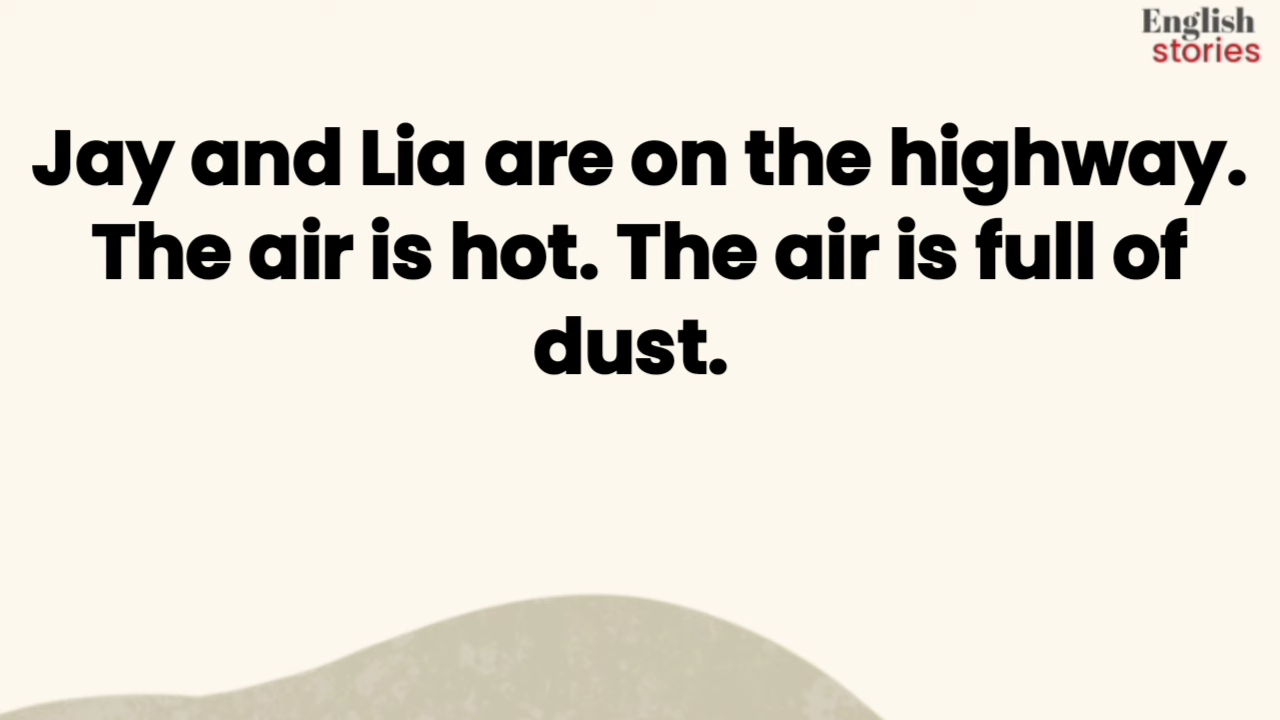 English
stories
Jay and Lia are on the highway.
The air is hot. The air is full of
dust.